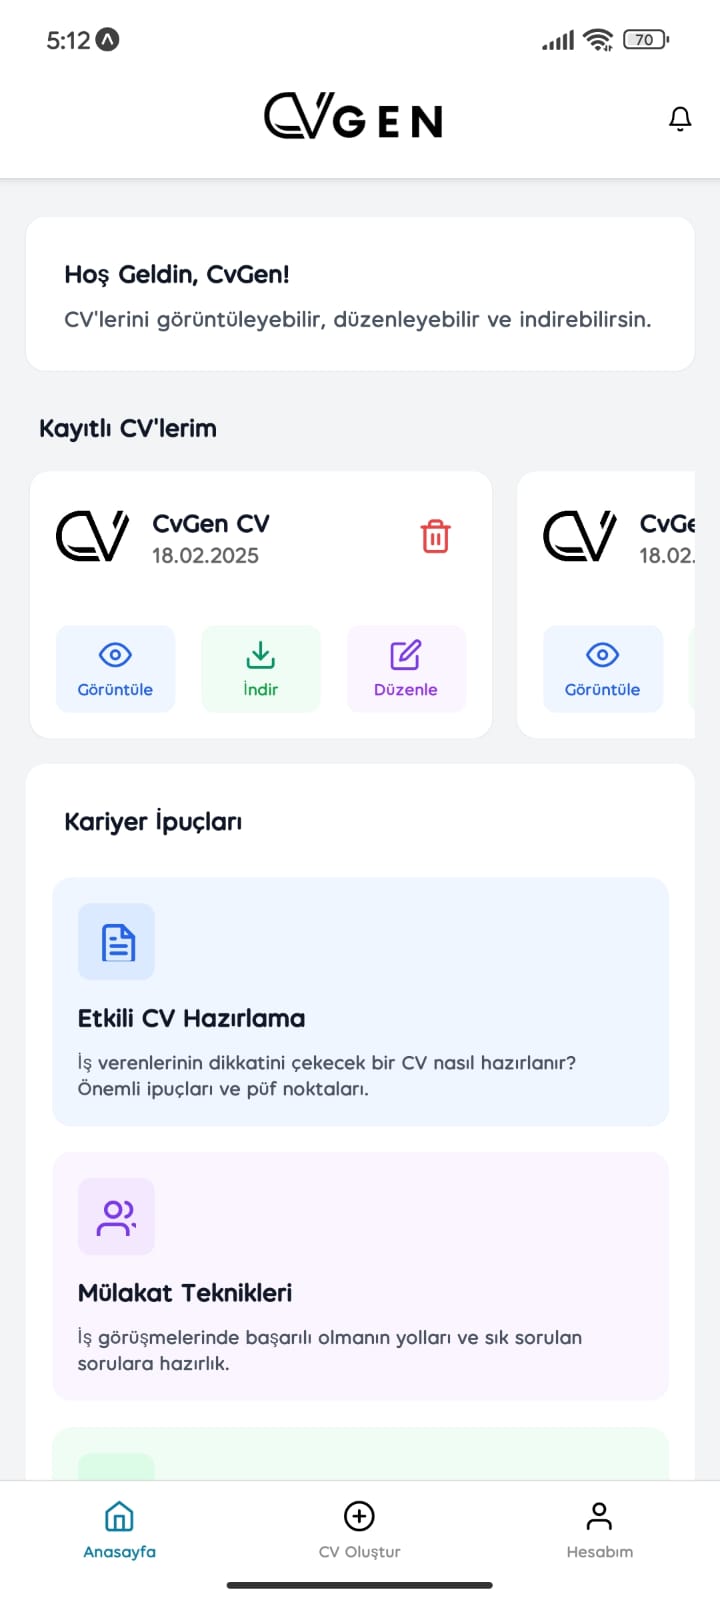 5:12
70
CVGEN
Hoş Geldin, CvGen!
CV'lerini görüntüleyebilir, düzenleyebilir ve indirebilirsin.
Kayıtlı CV'lerim
CV
CvGen CV
18.02.2025
Görüntüle
İndir
Düzenle
CV
CvGe
18.02.
Görüntüle
Kariyer İpuçları
Etkili CV Hazırlama
İş verenlerinin dikkatini çekecek bir CV nasıl hazırlanır?
Önemli ipuçları ve püf noktaları.
Mülakat Teknikleri
İş görüşmelerinde başarılı olmanın yolları ve sık sorulan
sorulara hazırlık.
Anasayfa
CV Oluştur
Hesabım